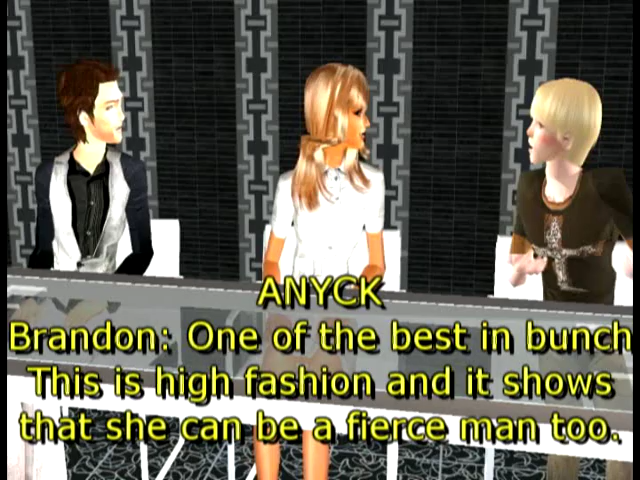 ANYCK
Brandon: One of the best in bunch
This is high fashion and it shows
that she can be a fierce man too.